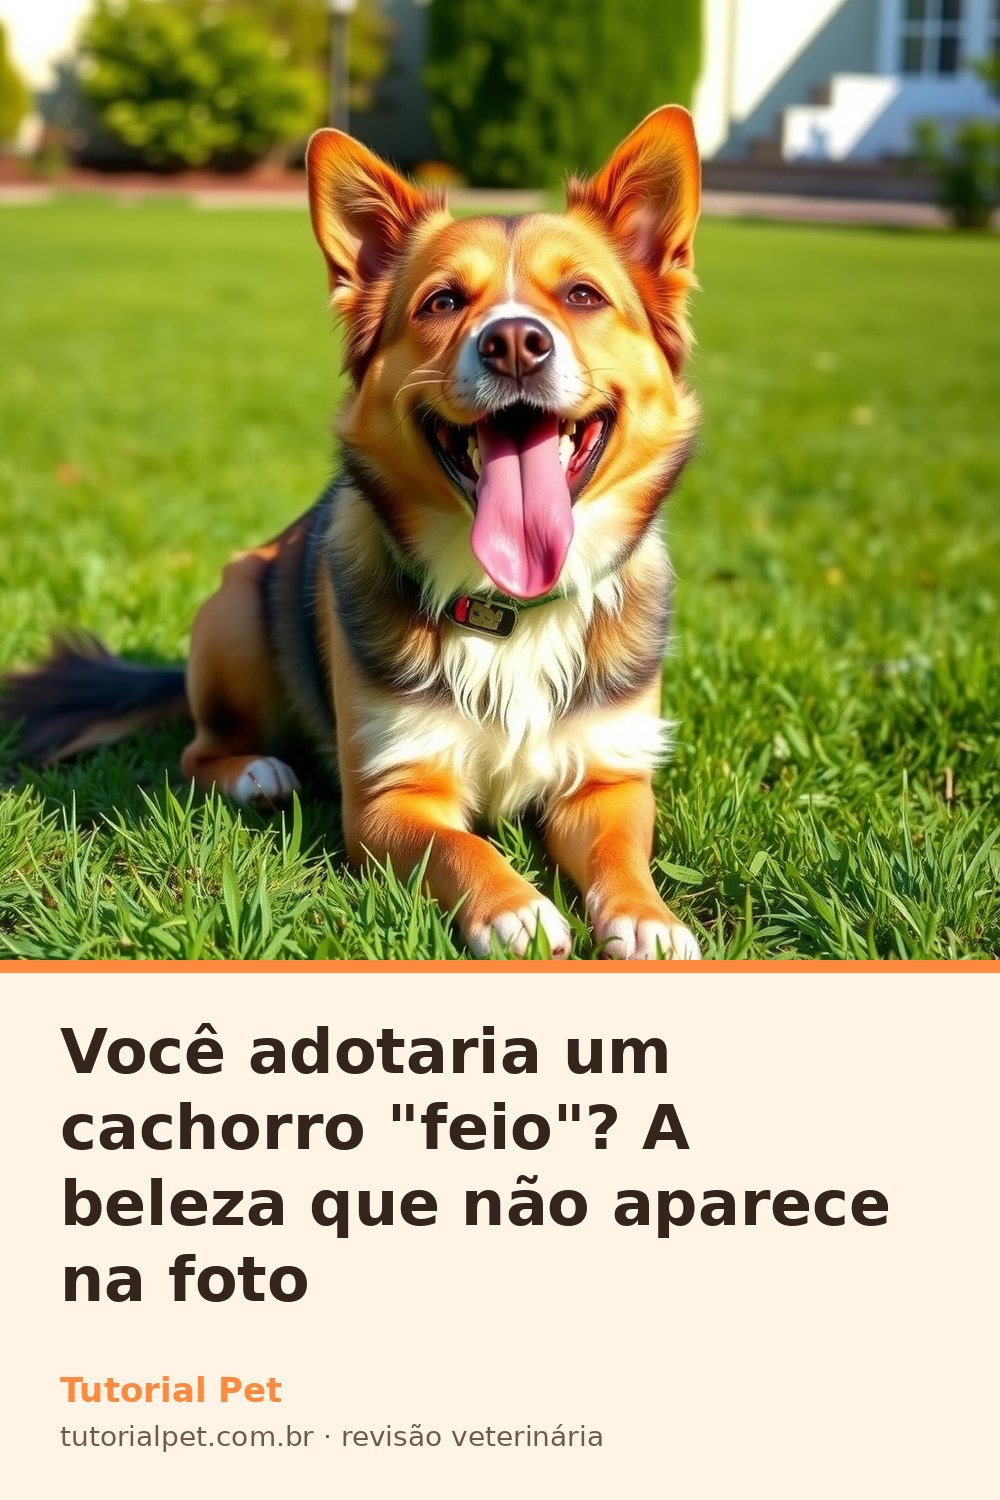 Você adotaria um
cachorro "feio"? A
beleza que não aparece
na foto
Tutorial Pet
tutorialpet.com.br · revisão veterinária